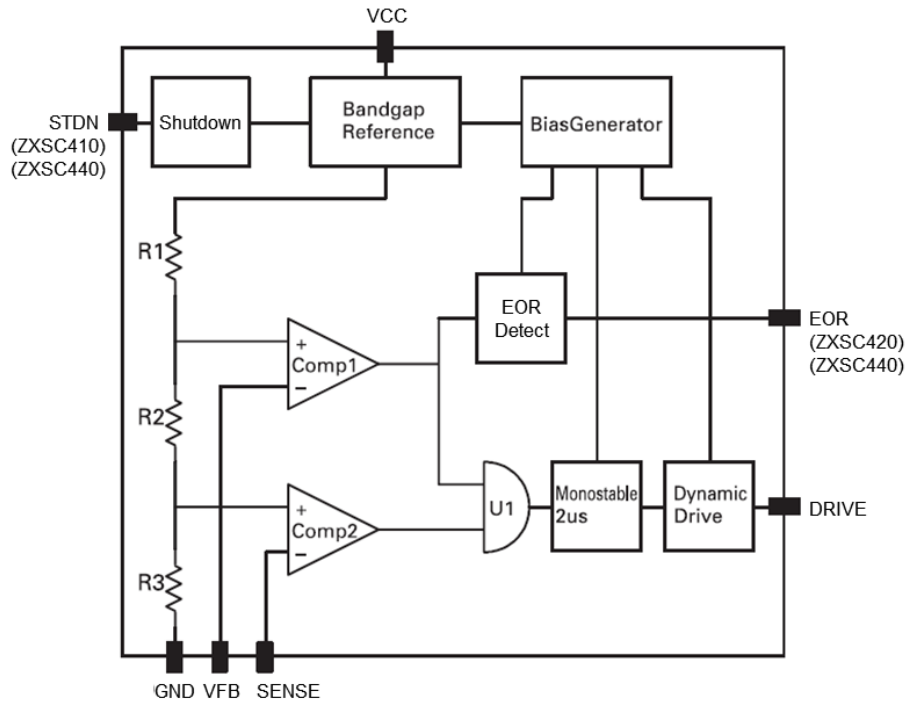 VCC
STDN
(ZXSC410)
(ZXSC440)
Shutdown
Bandgap
Reference
BiasGenerator
R1
EOR
Detect
EOR
(ZXSC420)
(ZXSC440)
+
Comp1
−
R2
+
Comp2
−
U1
Monostable
2us
Dynamic
Drive
DRIVE
R3
GND VFB SENSE